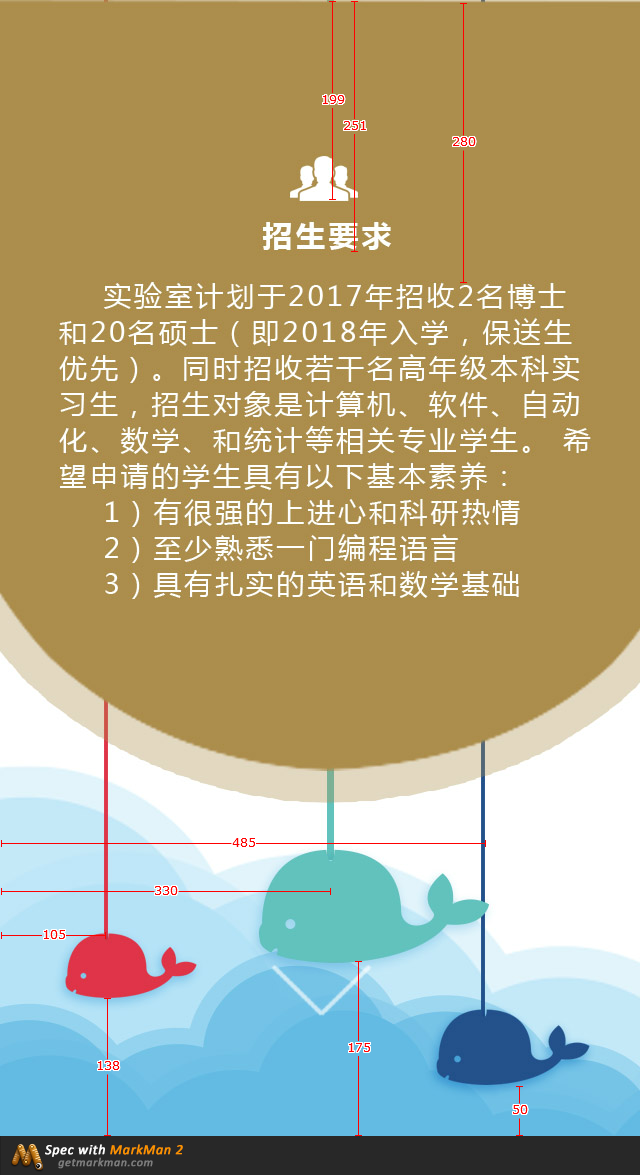 199
251
280
招生要求
实验室计划于2017年招收2名博士
和20名硕士（即2018年入学，保送生
优先）。同时招收若干名高年级本科实
习生，招生对象是计算机、软件、自动
化、数学、和统计等相关专业学生。 希
望申请的学生具有以下基本素养：
1）有很强的上进心和科研热情
2）至少熟悉一门编程语言
3）具有扎实的英语和数学基础
485
330
105
138
175
50
Spec with MarkMan 2
getmarkman.com